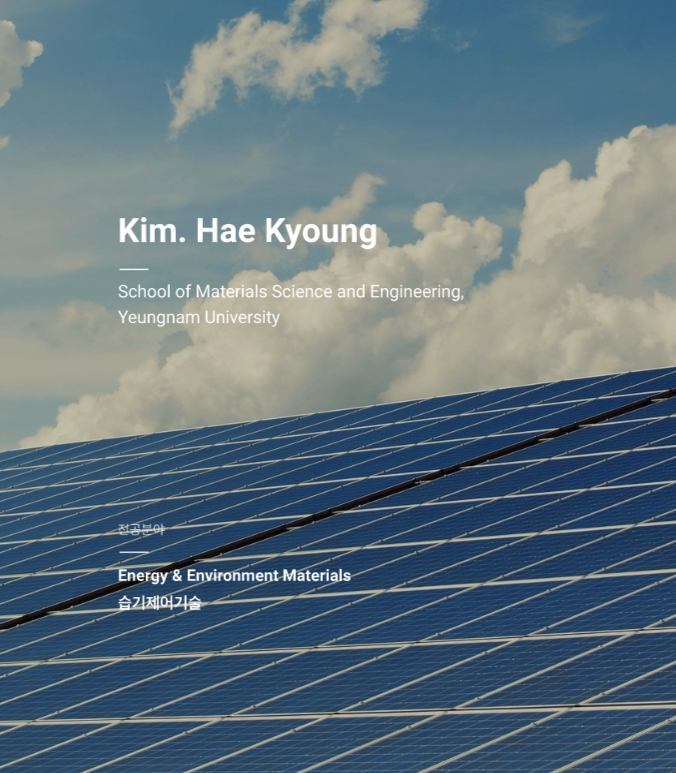 Kim. Hae Kyoung
School of Materials Science and Engineering,
Yeungnam University
전공분야
Energy & Environment Materials
습기제어기술